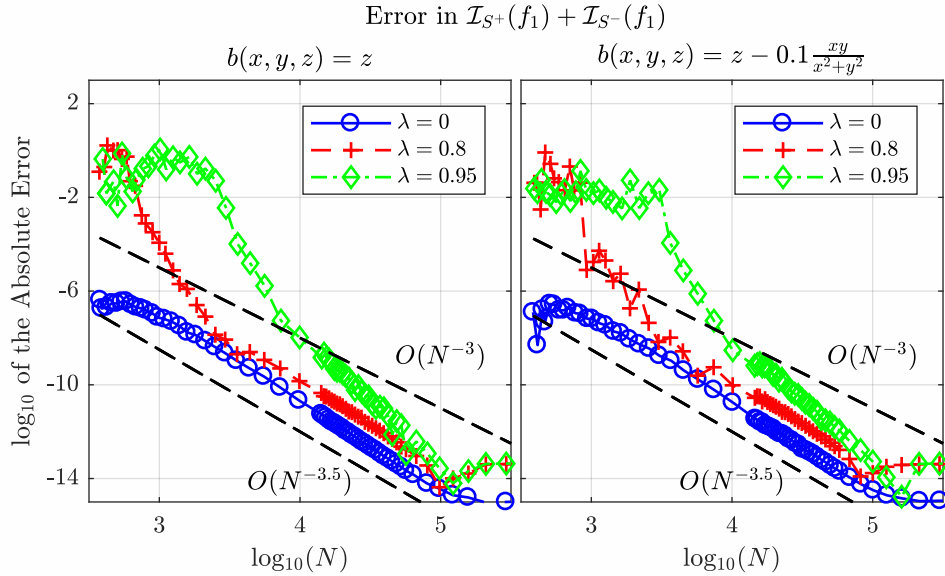 Error in 𝓘_{S⁺}(f₁) + 𝓘_{S⁻}(f₁)
b(x, y, z) = z
b(x, y, z) = z − 0.1 \frac{xy}{x²+y²}
log₁₀ of the Absolute Error
2
-2
-6
-10
-14
λ = 0
λ = 0.8
λ = 0.95
O(N⁻³)
O(N^{−3.5})
3
4
5
log₁₀(N)
λ = 0
λ = 0.8
λ = 0.95
O(N⁻³)
O(N^{−3.5})
3
4
5
log₁₀(N)